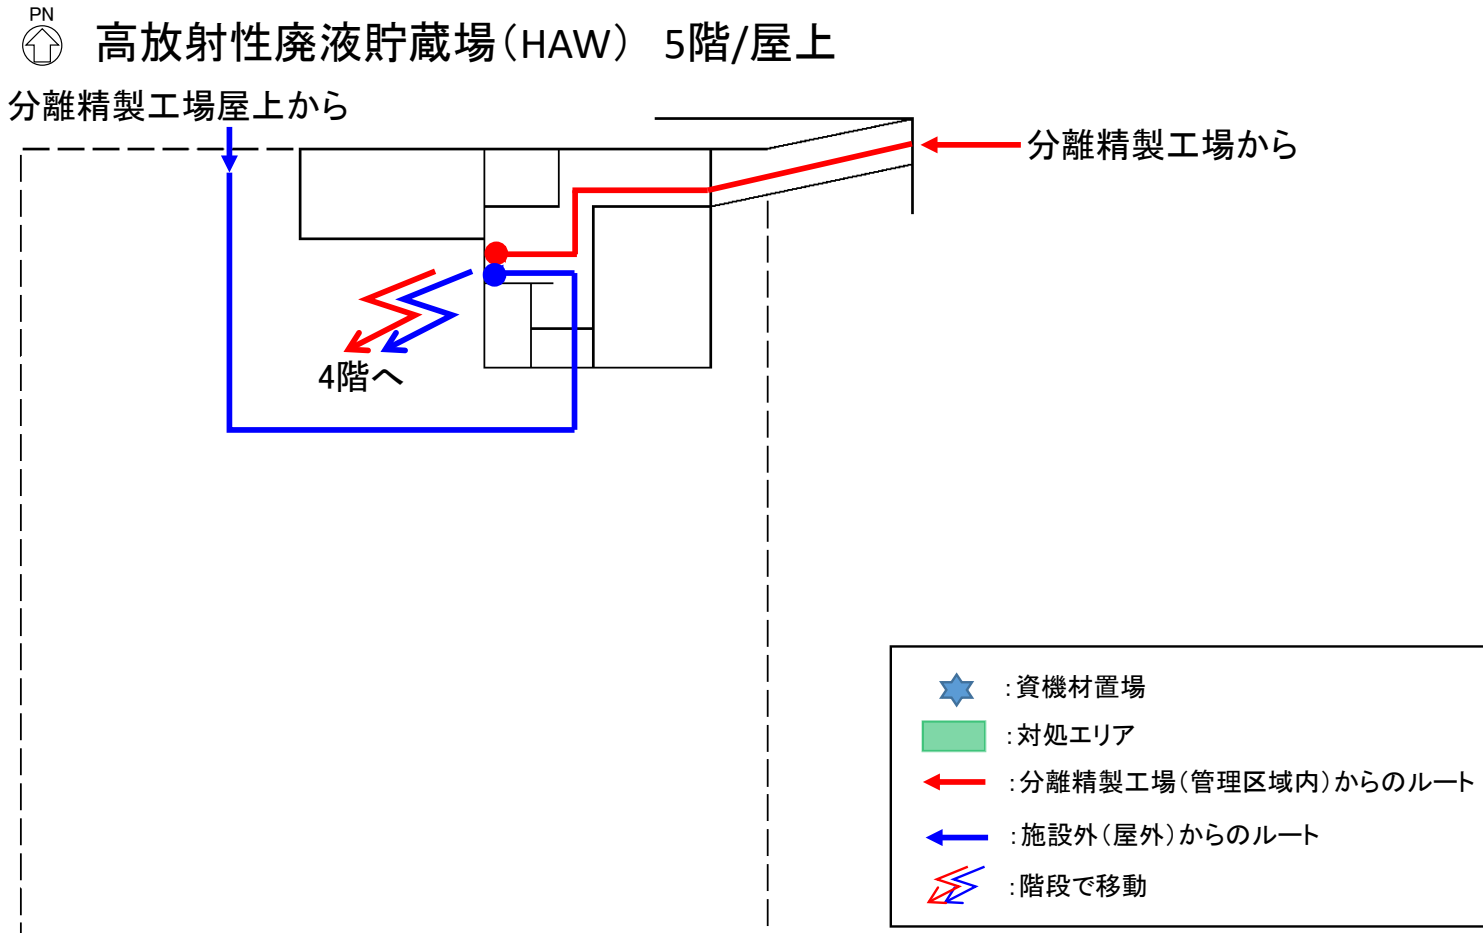 PN
高放射性廃液貯蔵場(HAW) 5階/屋上
分離精製工場屋上から
分離精製工場から
4階へ
:資機材置場
:対処エリア
:分離精製工場(管理区域内)からのルート
:施設外(屋外)からのルート
:階段で移動